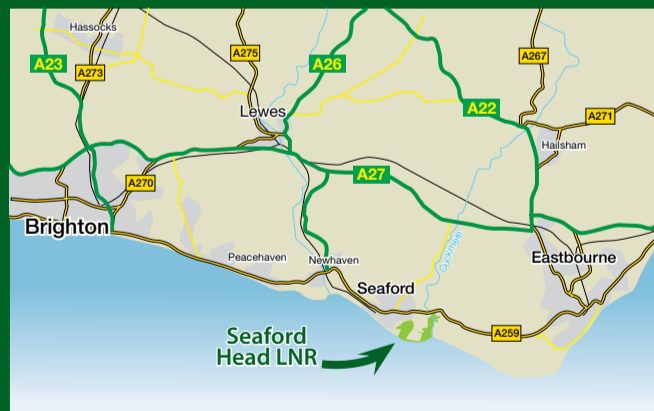 Hassocks
A23
A273
A275
A26
A267
Lewes
A22
A271
Hailsham
A27
A270
Brighton
Cuckmere
Peacehaven
Newhaven
Eastbourne
Seaford
Seaford
Head LNR
A259